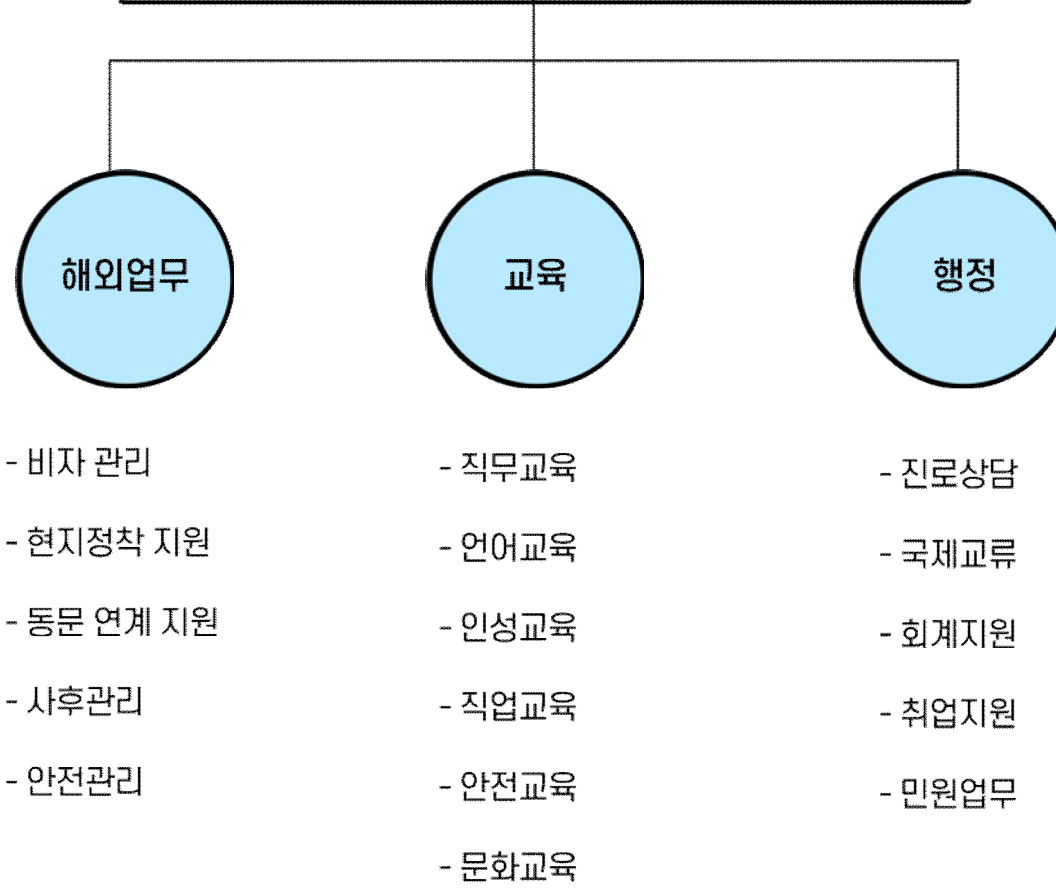 해외업무
- 비자 관리
- 현지정착 지원
- 동문 연계 지원
- 사후관리
- 안전관리
교육
- 직무교육
- 언어교육
- 인성교육
- 직업교육
- 안전교육
- 문화교육
행정
- 진로상담
- 국제교류
- 회계지원
- 취업지원
- 민원업무